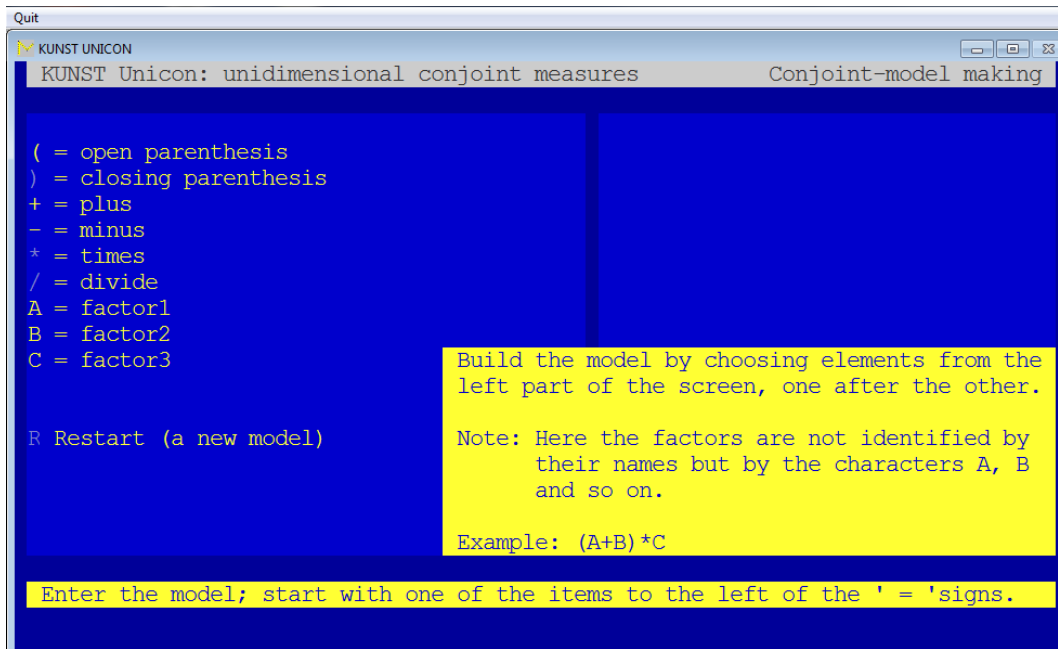 Quit
KUNST UNICON
KUNST Unicon: unidimensional conjoint measures Conjoint-model making
( = open parenthesis
) = closing parenthesis
+ = plus
- = minus
* = times
/ = divide
A = factor1
B = factor2
C = factor3
R Restart (a new model)
Build the model by choosing elements from the
left part of the screen, one after the other.
Note: Here the factors are not identified by
their names but by the characters A, B
and so on.
Example: (A+B)*C
Enter the model; start with one of the items to the left of the ' = 'signs.